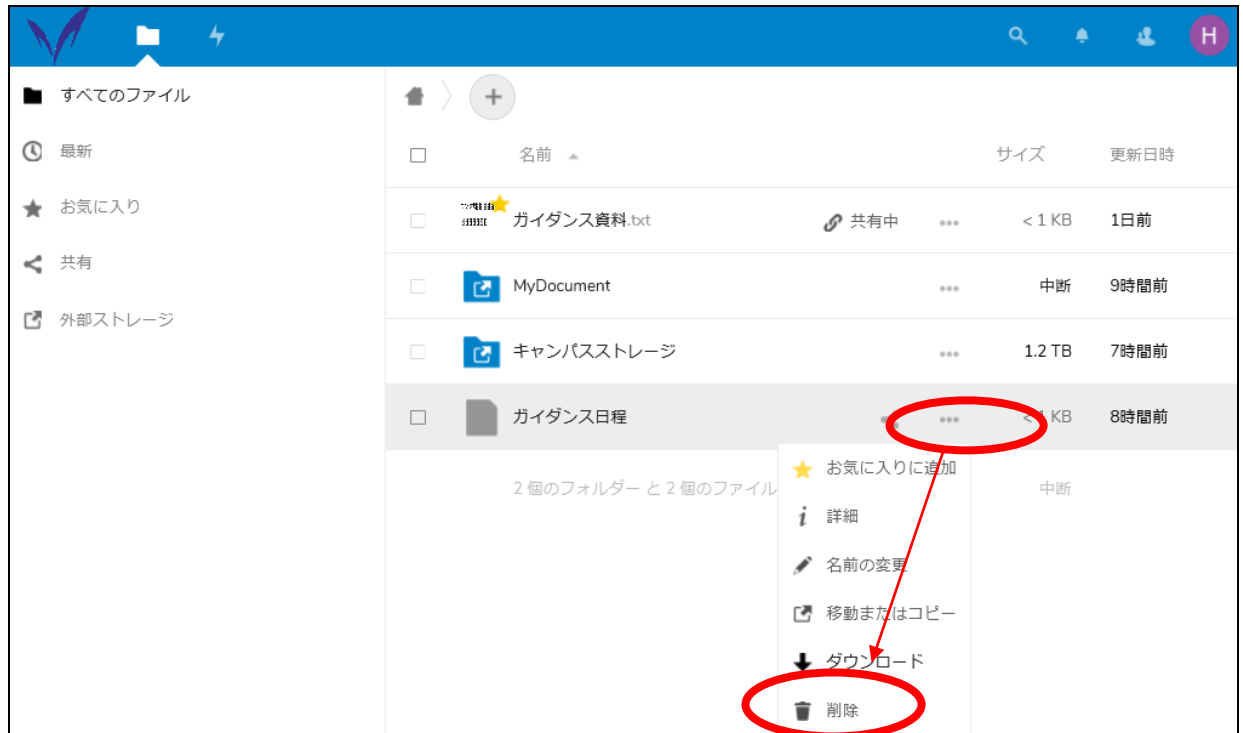 H
すべてのファイル
最新
お気に入り
共有
外部ストレージ
名前 サイズ 更新日時
ガイダンス資料.txt 共有中 < 1 KB 1日前
MyDocument 中断 9時間前
キャンパスストレージ 1.2 TB 7時間前
ガイダンス日程 < 1 KB 8時間前
2 個のフォルダー と 2 個のファイル 中断
お気に入りに追加
詳細
名前の変更
移動またはコピー
ダウンロード
削除